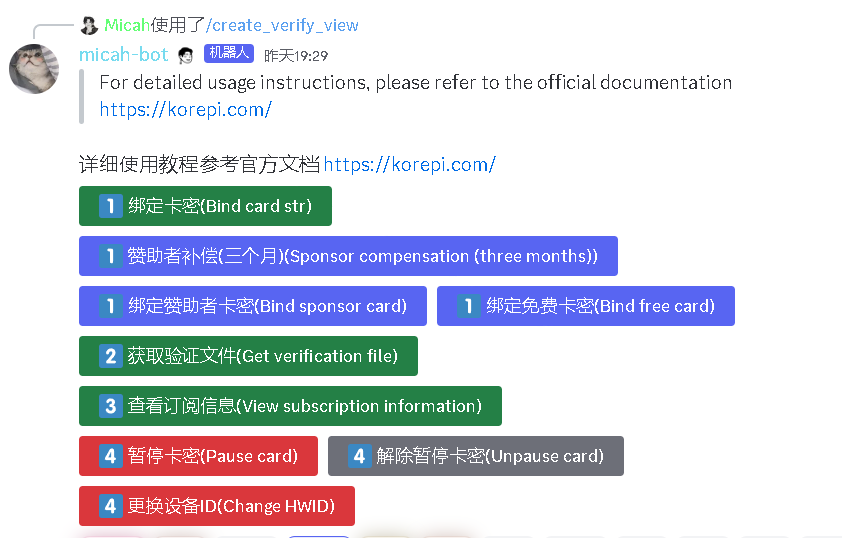 Micah使用了/create_verify_view
micah-bot 机器人 昨天19:29
For detailed usage instructions, please refer to the official documentation
https://korepi.com/
详细使用教程参考官方文档https://korepi.com/
1 绑定卡密(Bind card str)
1 赞助者补偿(三个月)(Sponsor compensation (three months))
1 绑定赞助者卡密(Bind sponsor card) 1 绑定免费卡密(Bind free card)
2 获取验证文件(Get verification file)
3 查看订阅信息(View subscription information)
4 暂停卡密(Pause card) 4 解除暂停卡密(Unpause card)
4 更换设备ID(Change HWID)